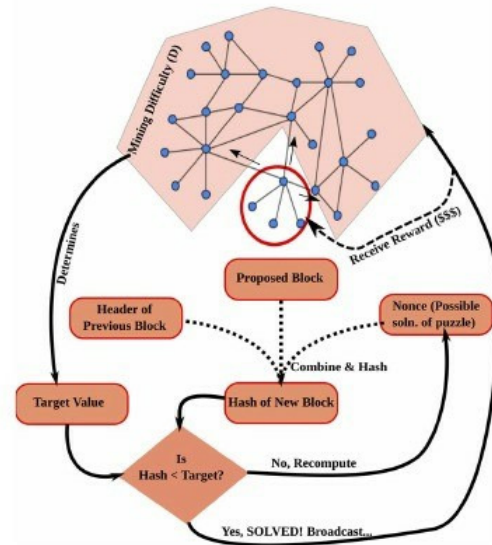 Mining Difficulty (D)
Determines
Receive Reward ($$$)
Proposed Block
Header of
Previous Block
Nonce (Possible
soln. of puzzle)
Combine & Hash
Target Value
Hash of New Block
Is
Hash < Target?
No, Recompute
Yes, SOLVED! Broadcast...